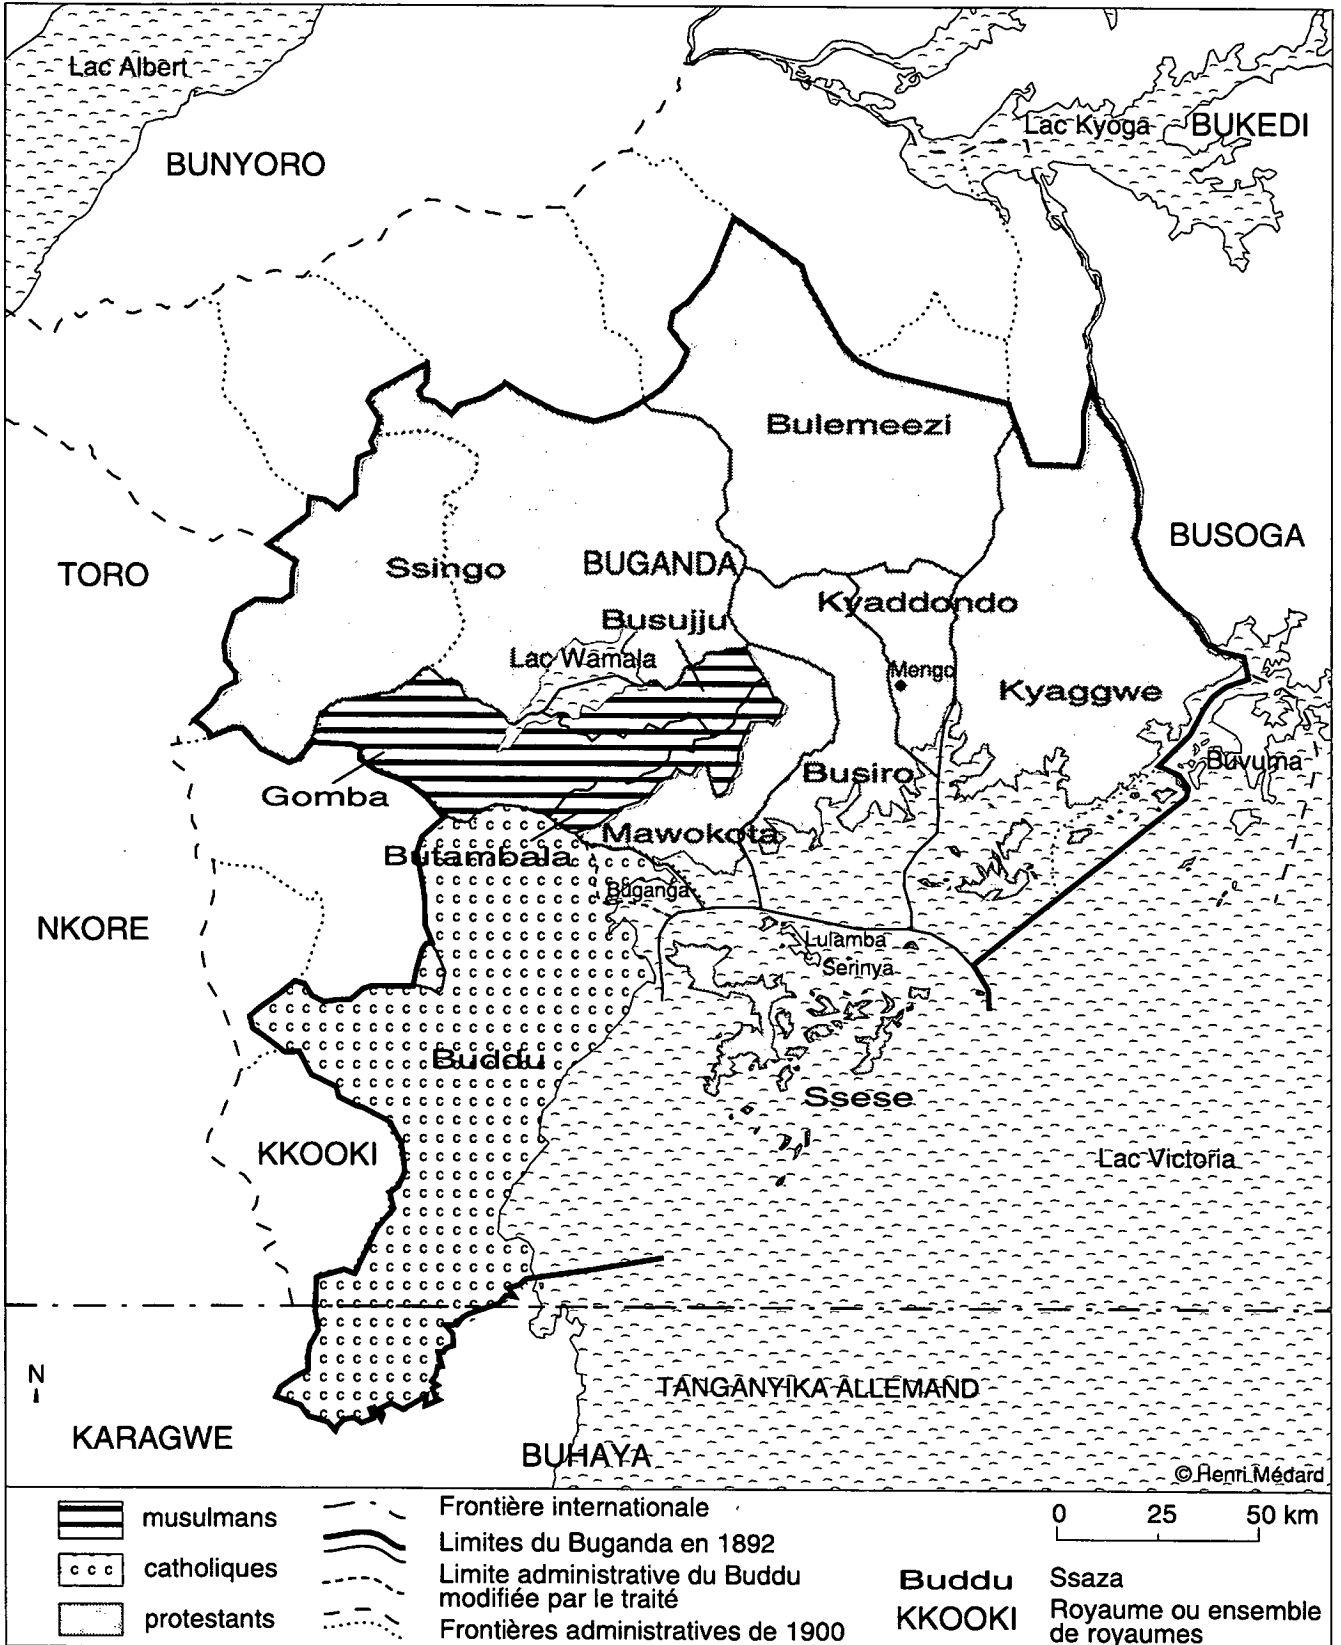 Lac Albert
Lac Kyoga
BUKEDI
BUNYORO
Bulemeezi
BUSOGA
TORO
Ssingo
BUGANDA
Kyaddondo
Busujju
Lac Wamala
Mengo
Kyaggwe
Buvuma
Gomba
Busiro
Mawokota
Butambala
Buganga
NKORE
Lulamba
Serinya
Buddu
Ssese
KKOOKI
Lac Victoria
N
TANGANYIKA ALLEMAND
KARAGWE
BUHAYA
© Henri Médard
musulmans
catholiques
protestants
Frontière internationale
Limites du Buganda en 1892
Limite administrative du Buddu
modifiée par le traité
Frontières administratives de 1900
0 25 50 km
Buddu Ssaza
KKOOKI Royaume ou ensemble
de royaumes